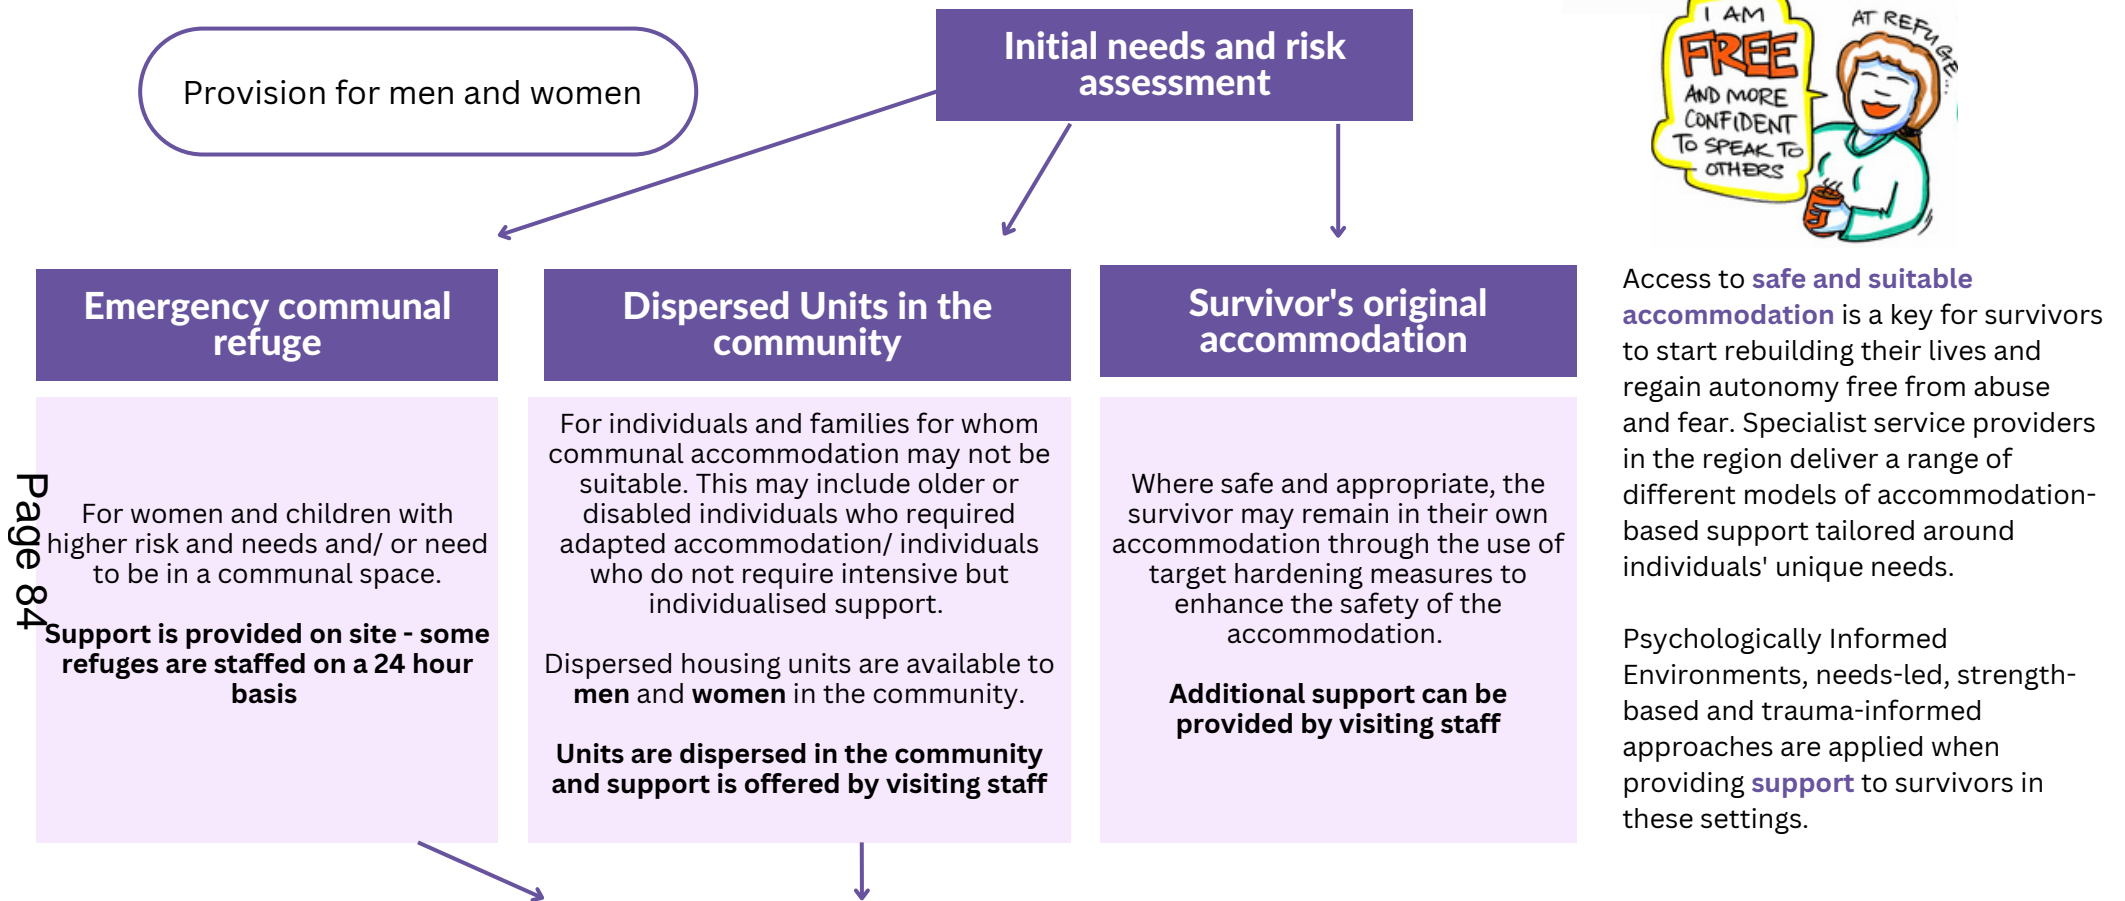 Provision for men and women
Initial needs and risk
assessment
I AM
FREE
AND MORE
CONFIDENT
TO SPEAK TO
OTHERS
AT REFUGE...
Emergency communal
refuge
For women and children with
higher risk and needs and/ or need
to be in a communal space.
Support is provided on site - some
refuges are staffed on a 24 hour
basis
Dispersed Units in the
community
For individuals and families for whom
communal accommodation may not be
suitable. This may include older or
disabled individuals who required
adapted accommodation/ individuals
who do not require intensive but
individualised support.
Dispersed housing units are available to
men and women in the community.
Units are dispersed in the community
and support is offered by visiting staff
Survivor's original
accommodation
Where safe and appropriate, the
survivor may remain in their own
accommodation through the use of
target hardening measures to
enhance the safety of the
accommodation.
Additional support can be
provided by visiting staff
Access to safe and suitable
accommodation is a key for survivors
to start rebuilding their lives and
regain autonomy free from abuse
and fear. Specialist service providers
in the region deliver a range of
different models of accommodation-
based support tailored around
individuals' unique needs.
Psychologically Informed
Environments, needs-led, strength-
based and trauma-informed
approaches are applied when
providing support to survivors in
these settings.
Page 84